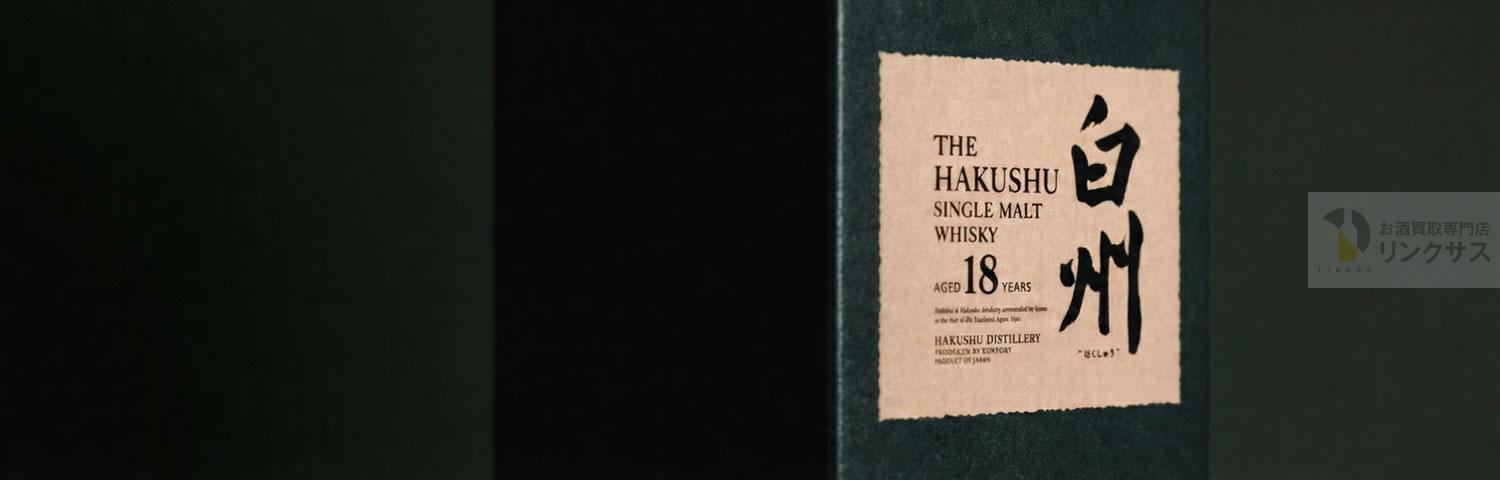 THE
HAKUSHU
SINGLE MALT
WHISKY
AGED 18 YEARS
HAKUSHU DISTILLERY
PRODUCT OF JAPAN
白州
お酒買取専門店
リンクサス
LINXAS